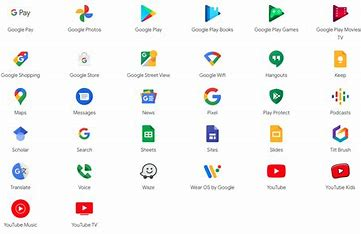 G Pay
Google Pay
Google Photos
Google Play
Google Play Books
Google Play Games
Google Play Movies
TV
Google Shopping
Google Store
Google Street View
Google Wifi
Hangouts
Keep
Maps
Messages
News
Pixel
Play Protect
Podcasts
Scholar
Search
Sheets
Sites
Slides
Tilt Brush
Translate
Voice
Waze
Wear OS by Google
YouTube
YouTube Kids
YouTube Music
YouTube TV